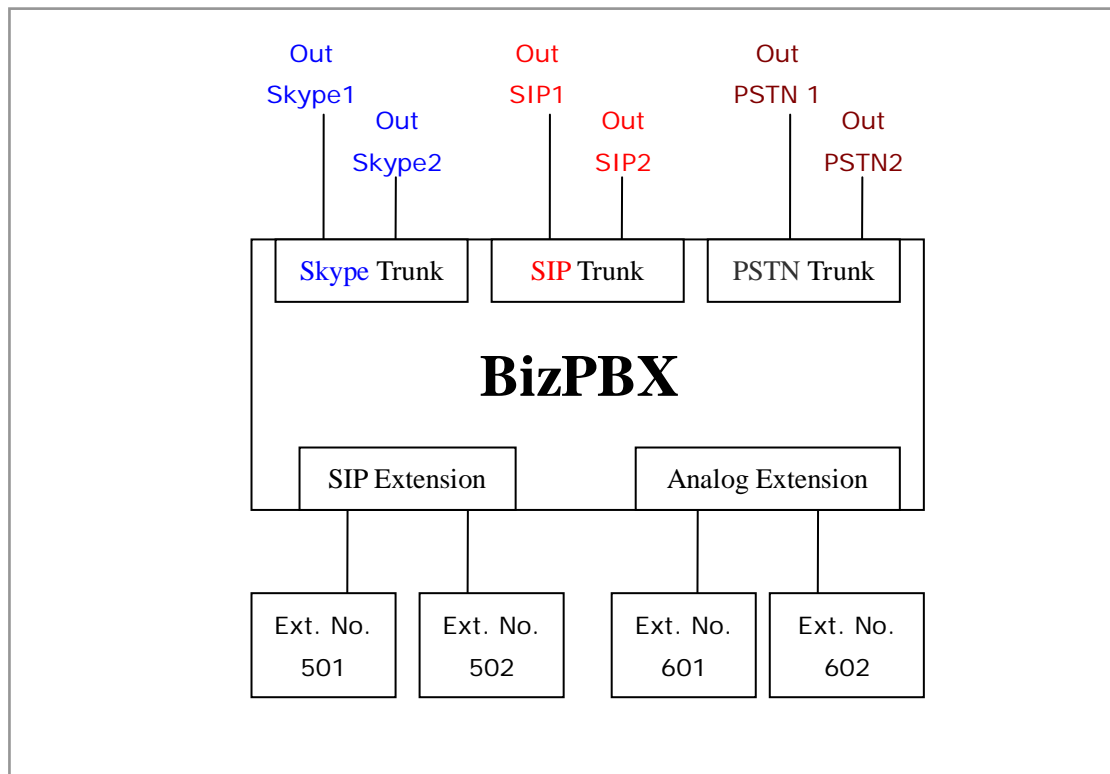 Out
Skype1
Out
Skype2
Out
SIP1
Out
SIP2
Out
PSTN 1
Out
PSTN2
Skype Trunk
SIP Trunk
PSTN Trunk
BizPBX
SIP Extension
Analog Extension
Ext. No.
501
Ext. No.
502
Ext. No.
601
Ext. No.
602